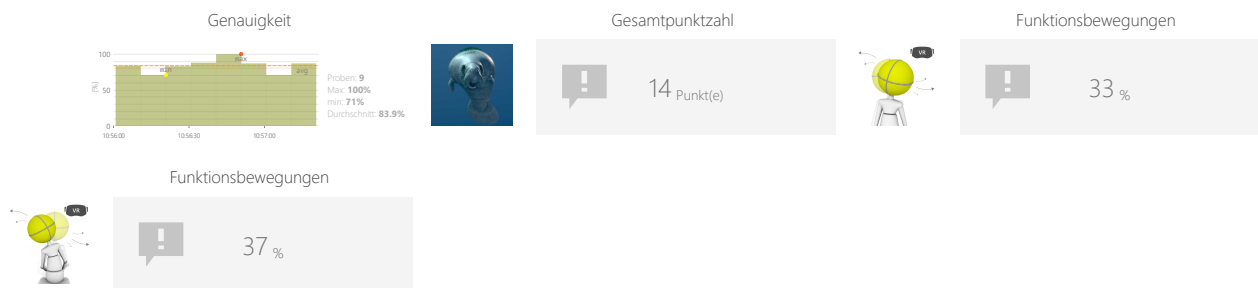 Genauigkeit
100
50
0
[%]
min
max
avg
10:56:00
10:56:30
10:57:00
Proben: 9
Max: 100%
min: 71%
Durchschnitt: 83.9%
Gesamtpunktzahl
14 Punkt(e)
Funktionsbewegungen
VR
33 %
Funktionsbewegungen
VR
37 %